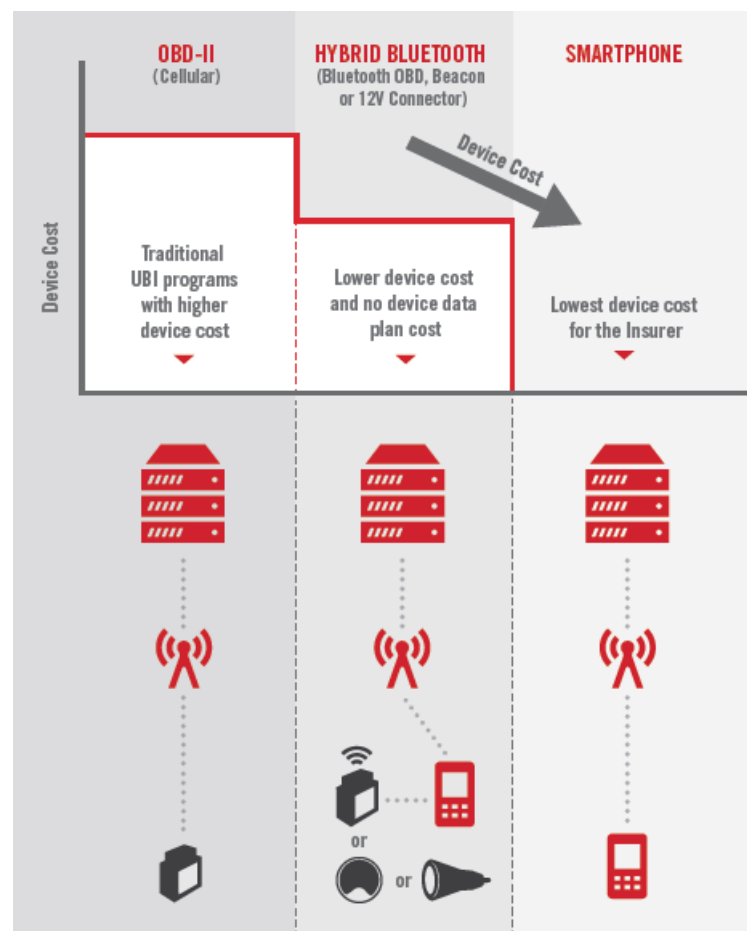 OBD-II
(Cellular)
HYBRID BLUETOOTH
(Bluetooth OBD, Beacon
or 12V Connector)
SMARTPHONE
Device Cost
Device Cost
Traditional
UBI programs
with higher
device cost
Lower device cost
and no device data
plan cost
Lowest device cost
for the Insurer
or
or